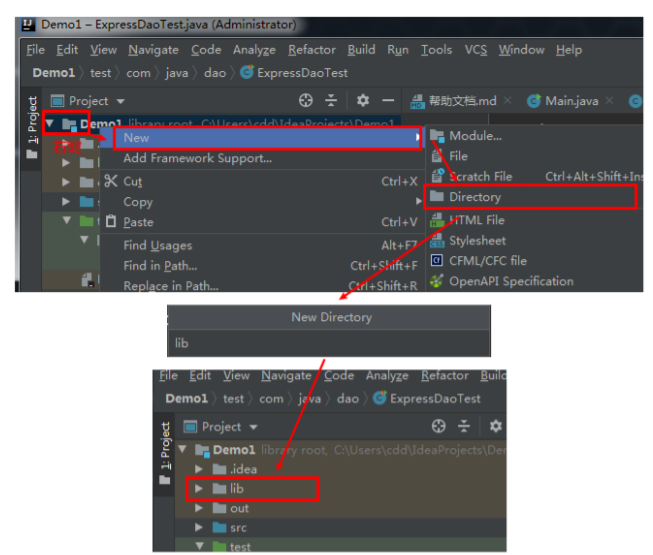 Demo1 – ExpressDaoTest.java (Administrator)
File Edit View Navigate Code Analyze Refactor Build Run Tools VCS Window Help
Demo1 〉 test 〉 com 〉 java 〉 dao 〉 ExpressDaoTest
1: Project
Project
帮助文档.md ×
Main.java ×
Demo1 library root, C:\Users\cdd\IdeaProjects\Demo1
New
Add Framework Support...
Cut Ctrl+X
Copy
Paste Ctrl+V
Find Usages Alt+F7
Find in Path... Ctrl+Shift+F
Replace in Path... Ctrl+Shift+R
Module...
File
Scratch File Ctrl+Alt+Shift+Ins
Directory
HTML File
Stylesheet
CFML/CFC file
OpenAPI Specification
New Directory
lib
File Edit View Navigate Code Analyze Refactor Build
Demo1 〉 test 〉 com 〉 java 〉 dao 〉 ExpressDaoTest
1: Project
Project
Demo1 library root, C:\Users\cdd\IdeaProjects\Der
.idea
lib
out
src
test